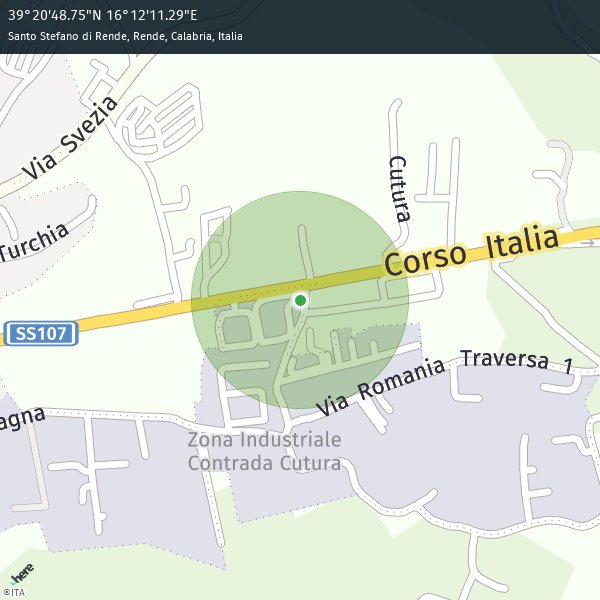 39°20'48.75"N 16°12'11.29"E
Santo Stefano di Rende, Rende, Calabria, Italia
Via Svezia
Cutura
Turchia
Corso Italia
SS107
Via Romania Traversa 1
agna
Zona Industriale
Contrada Cutura
here
©ITA